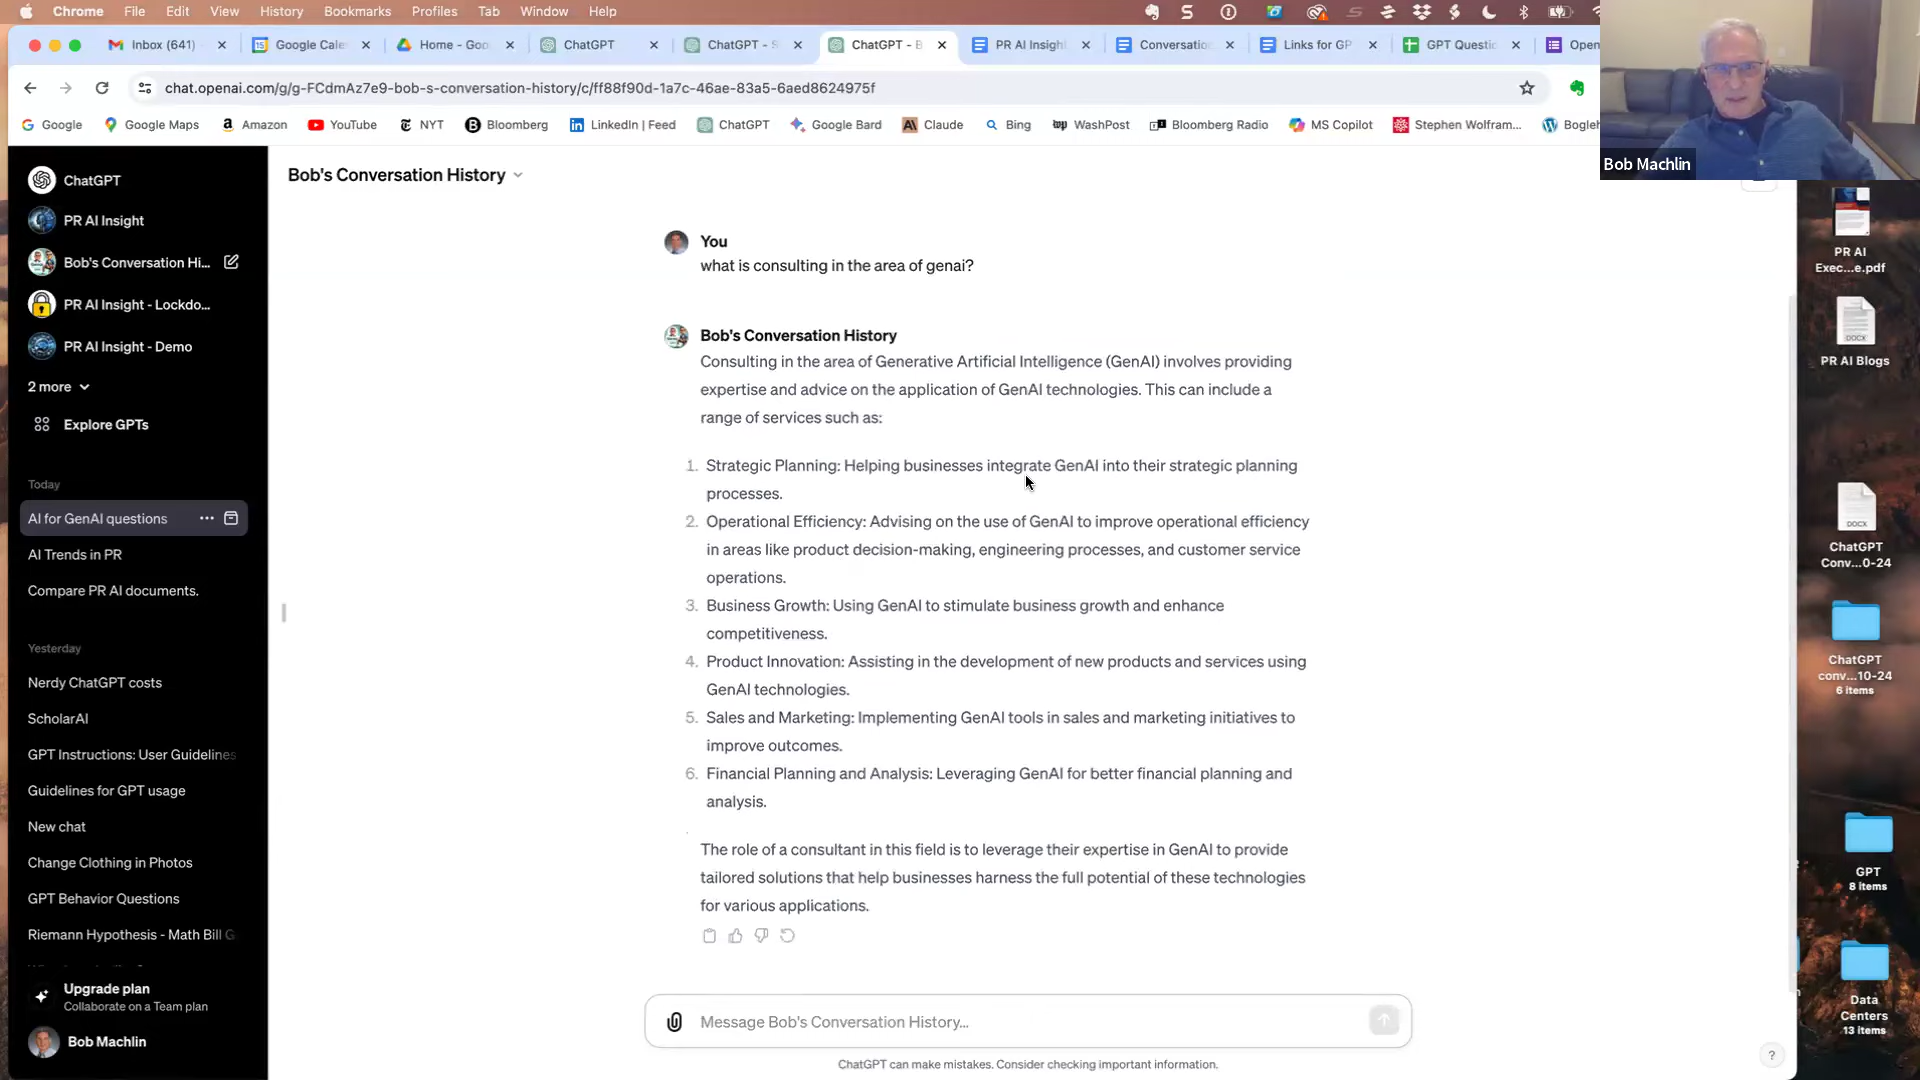 Chrome File Edit View History Bookmarks Profiles Tab Window Help
Inbox (641) Google Cale Home - Goo ChatGPT ChatGPT - S ChatGPT - B PR AI Insigh Conversatio Links for GP GPT Questi Open
chat.openai.com/g/g-FCdmAz7e9-bob-s-conversation-history/c/ff88f90d-1a7c-46ae-83a5-6aed8624975f
Google Google Maps Amazon YouTube NYT Bloomberg LinkedIn | Feed ChatGPT Google Bard Claude Bing WashPost Bloomberg Radio MS Copilot Stephen Wolfram... Bogleh
Bob Machlin
ChatGPT
PR AI Insight
Bob's Conversation Hi...
PR AI Insight - Lockdo...
PR AI Insight - Demo
2 more
Explore GPTs
Today
AI for GenAI questions
AI Trends in PR
Compare PR AI documents.
Yesterday
Nerdy ChatGPT costs
ScholarAI
GPT Instructions: User Guidelines
Guidelines for GPT usage
New chat
Change Clothing in Photos
GPT Behavior Questions
Riemann Hypothesis - Math Bill G
Upgrade plan
Collaborate on a Team plan
Bob Machlin
Bob's Conversation History
You
what is consulting in the area of genai?
Bob's Conversation History
Consulting in the area of Generative Artificial Intelligence (GenAI) involves providing
expertise and advice on the application of GenAI technologies. This can include a
range of services such as:
1. Strategic Planning: Helping businesses integrate GenAI into their strategic planning
processes.
2. Operational Efficiency: Advising on the use of GenAI to improve operational efficiency
in areas like product decision-making, engineering processes, and customer service
operations.
3. Business Growth: Using GenAI to stimulate business growth and enhance
competitiveness.
4. Product Innovation: Assisting in the development of new products and services using
GenAI technologies.
5. Sales and Marketing: Implementing GenAI tools in sales and marketing initiatives to
improve outcomes.
6. Financial Planning and Analysis: Leveraging GenAI for better financial planning and
analysis.
The role of a consultant in this field is to leverage their expertise in GenAI to provide
tailored solutions that help businesses harness the full potential of these technologies
for various applications.
Message Bob's Conversation History...
ChatGPT can make mistakes. Consider checking important information.
?
PR AI
Exec...e.pdf
DOCX
PR AI Blogs
DOCX
ChatGPT
Conv...0-24
ChatGPT
conv...10-24
6 items
GPT
8 items
Data
Centers
13 items